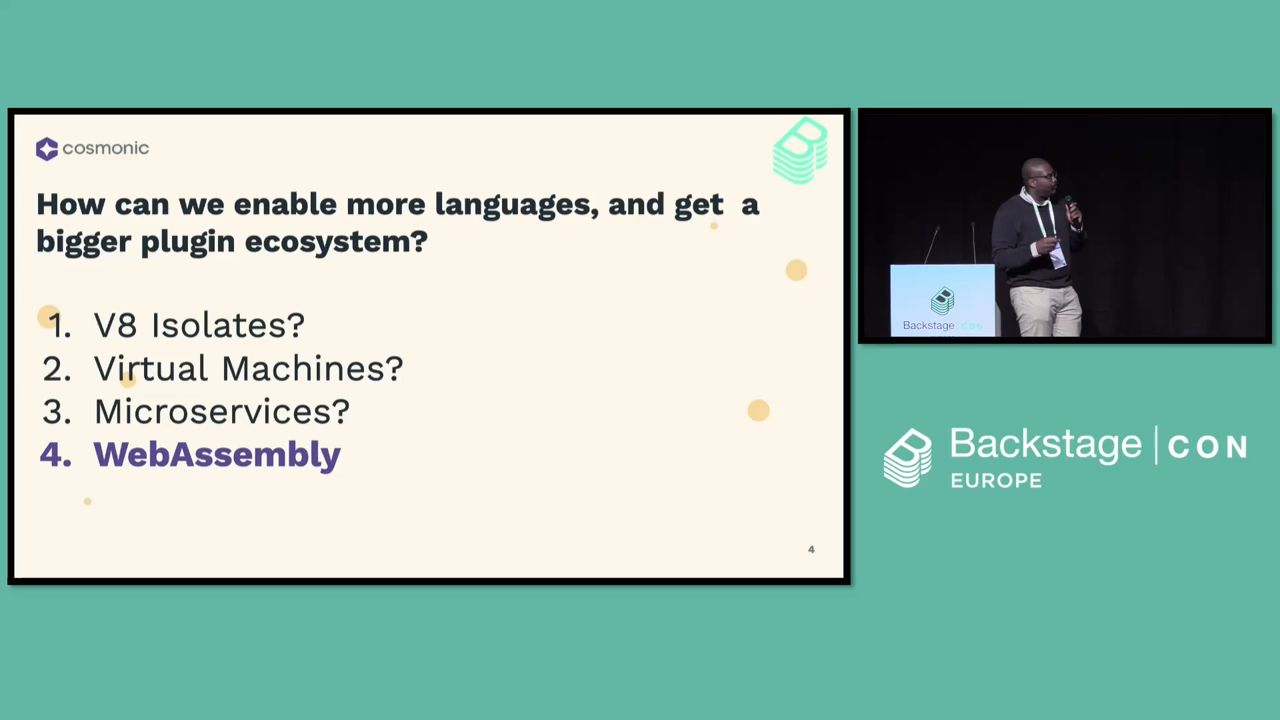 cosmonic
How can we enable more languages, and get a
bigger plugin ecosystem?
1. V8 Isolates?
2. Virtual Machines?
3. Microservices?
4. WebAssembly
4
Backstage CON
Backstage | CON
EUROPE